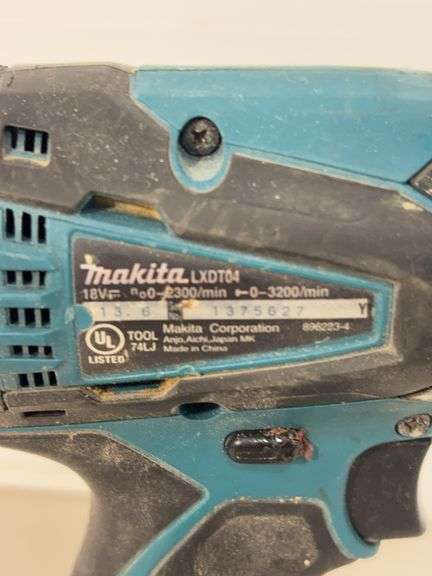 makita LXDT04
18V⎓ n₀0-2300/min 0-3200/min
13.6 1375627 Y
UL LISTED
TOOL 74LJ
Makita Corporation 896223-4
Anjo,Aichi,Japan MK
Made in China